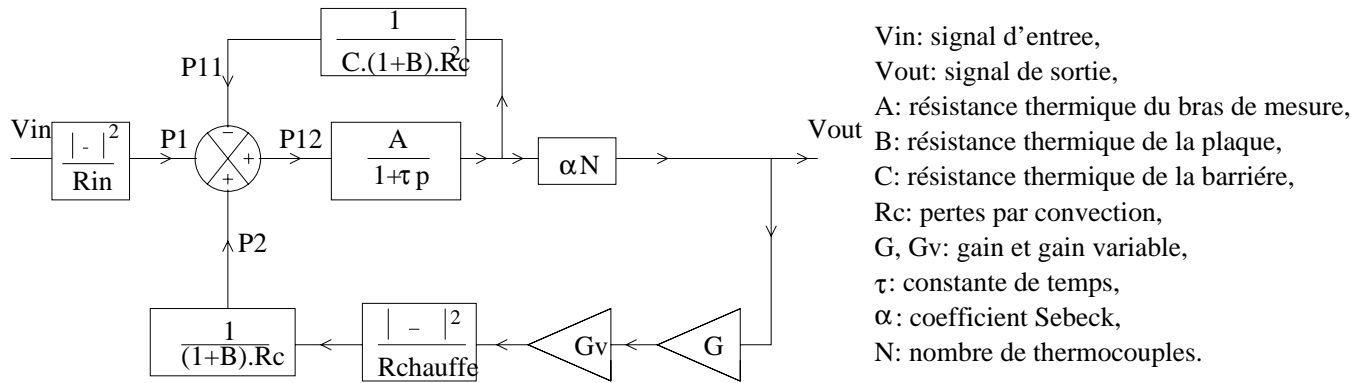 1
C.(1+B).Rc²
P11
Vin
| - |²
Rin
P1
−
+
+
P12
A
1+τp
αN
Vout
P2
1
(1+B).Rc
| - |²
Rchauffe
Gv
G
Vin: signal d'entree,
Vout: signal de sortie,
A: résistance thermique du bras de mesure,
B: résistance thermique de la plaque,
C: résistance thermique de la barriére,
Rc: pertes par convection,
G, Gv: gain et gain variable,
τ: constante de temps,
α: coefficient Sebeck,
N: nombre de thermocouples.